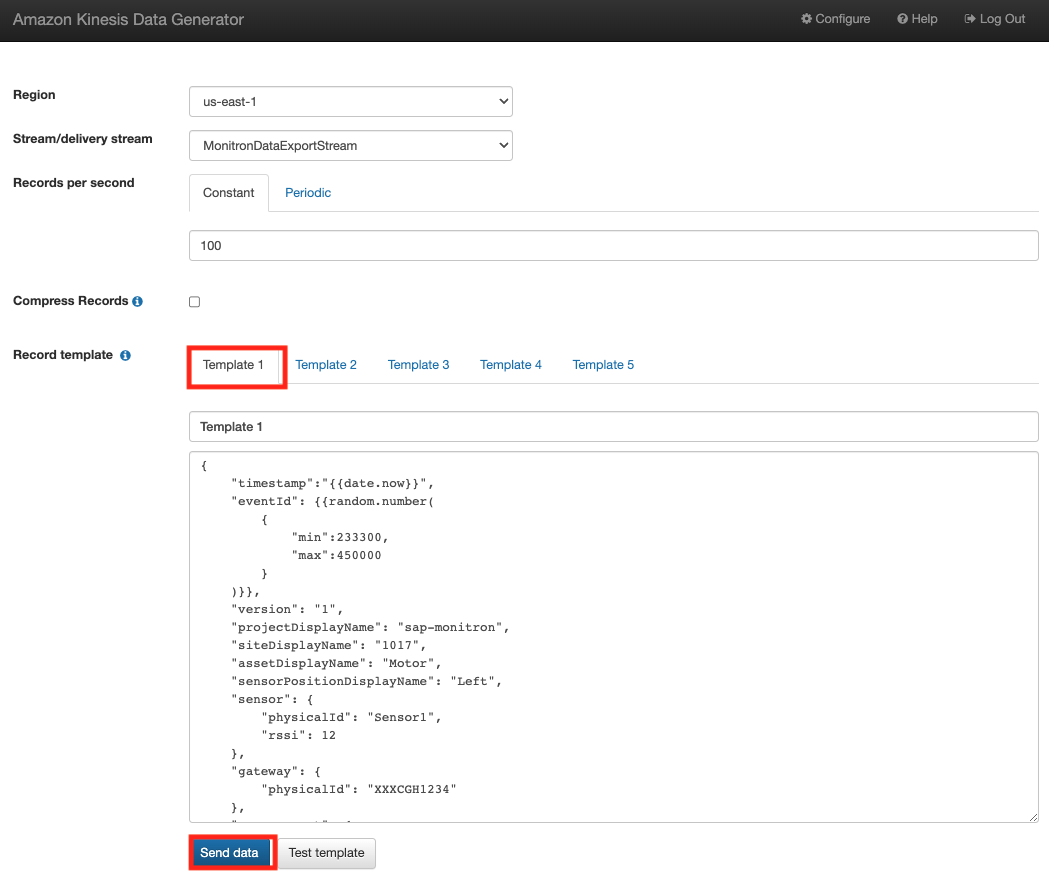 Amazon Kinesis Data Generator
Configure
Help
Log Out
Region
us-east-1
Stream/delivery stream
MonitronDataExportStream
Records per second
Constant
Periodic
100
Compress Records
Record template
Template 1
Template 2
Template 3
Template 4
Template 5
Template 1
{
"timestamp":"{{date.now}}",
"eventId": {{random.number(
{
"min":233300,
"max":450000
}
)}},
"version": "1",
"projectDisplayName": "sap-monitron",
"siteDisplayName": "1017",
"assetDisplayName": "Motor",
"sensorPositionDisplayName": "Left",
"sensor": {
"physicalId": "Sensor1",
"rssi": 12
},
"gateway": {
"physicalId": "XXXCGH1234"
},
Send data
Test template